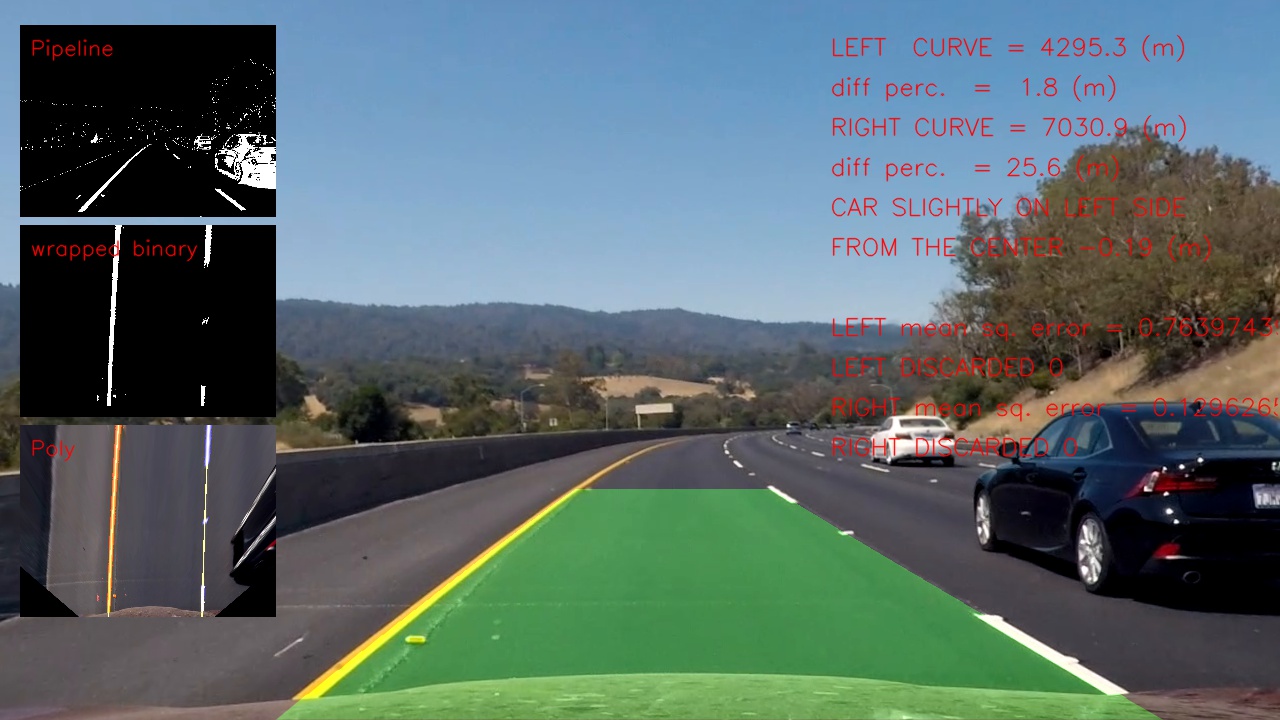 Pipeline
wrapped binary
Poly
LEFT CURVE = 4295.3 (m)
diff perc. = 1.8 (m)
RIGHT CURVE = 7030.9 (m)
diff perc. = 25.6 (m)
CAR SLIGHTLY ON LEFT SIDE
FROM THE CENTER -0.19 (m)
LEFT mean sq. error = 0.7639743
LEFT DISCARDED 0
RIGHT mean sq. error = 0.129626
RIGHT DISCARDED 0